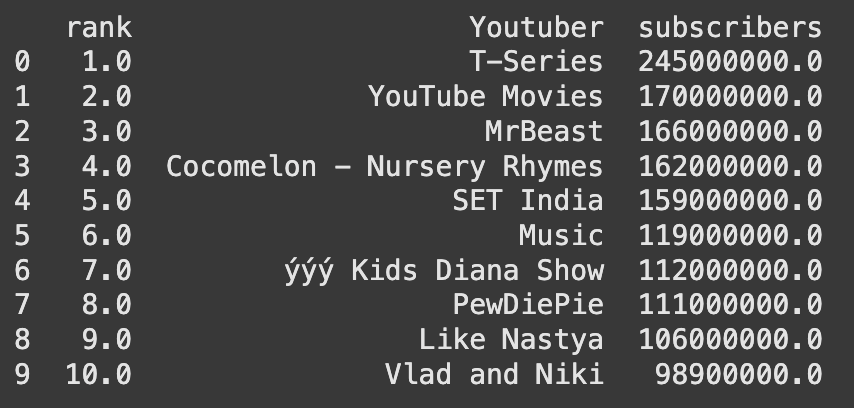 rank Youtuber subscribers
0 1.0 T-Series 245000000.0
1 2.0 YouTube Movies 170000000.0
2 3.0 MrBeast 166000000.0
3 4.0 Cocomelon - Nursery Rhymes 162000000.0
4 5.0 SET India 159000000.0
5 6.0 Music 119000000.0
6 7.0 ýýý Kids Diana Show 112000000.0
7 8.0 PewDiePie 111000000.0
8 9.0 Like Nastya 106000000.0
9 10.0 Vlad and Niki 98900000.0